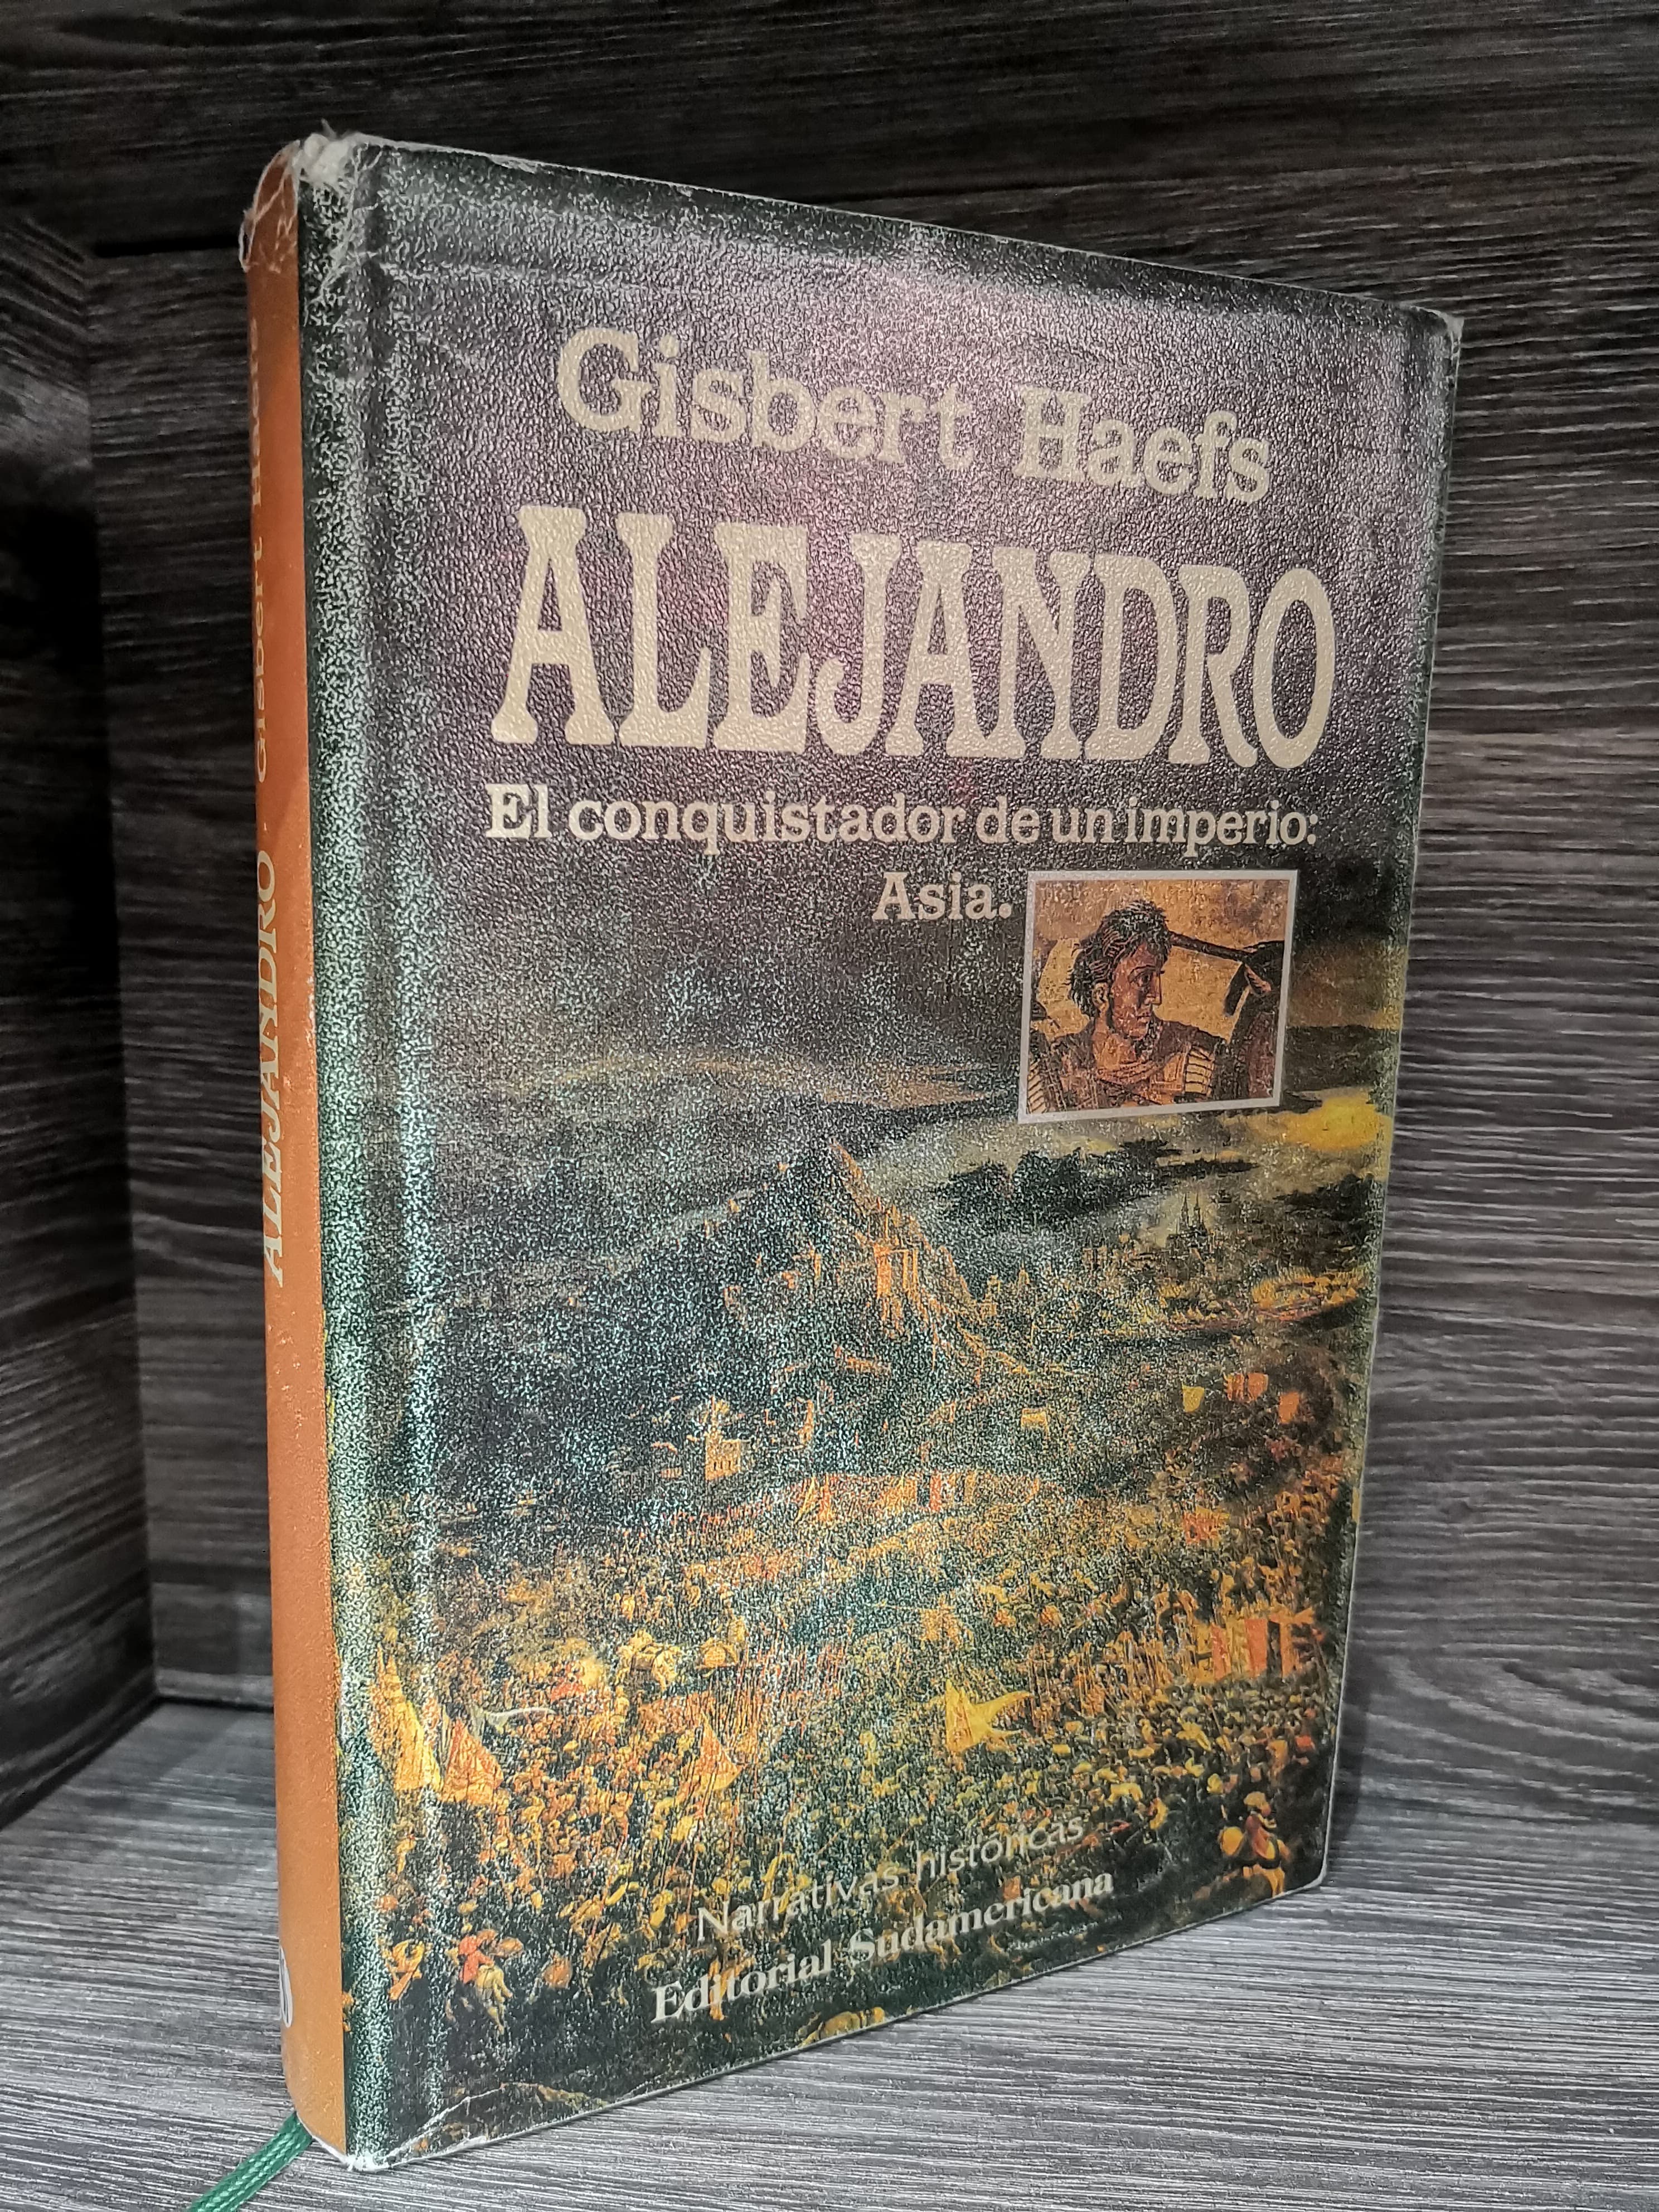 Gisbert Haefs
ALEJANDRO
El conquistador de un imperio:
Asia.
Narrativas históricas
Editorial Sudamericana
ALEJANDRO · Gisbert Haefs